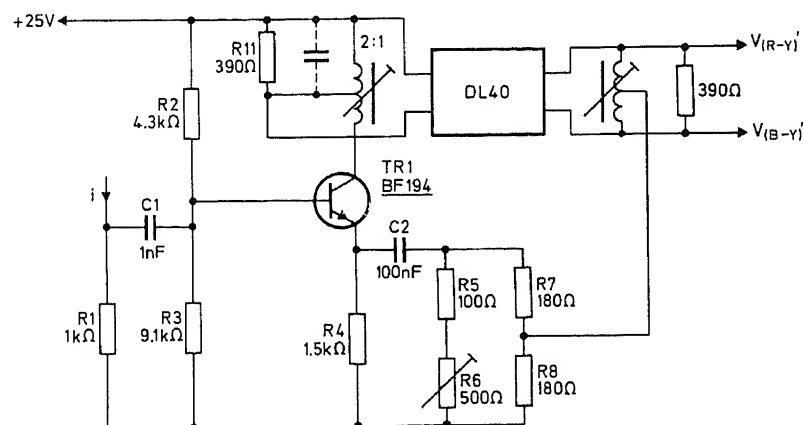 +25V
R11
390Ω
2:1
DL40
V(R-Y)'
390Ω
V(B-Y)'
R2
4.3kΩ
TR1
BF194
i
C1
1nF
C2
100nF
R5
100Ω
R7
180Ω
R1
1kΩ
R3
9.1kΩ
R4
1.5kΩ
R6
500Ω
R8
180Ω